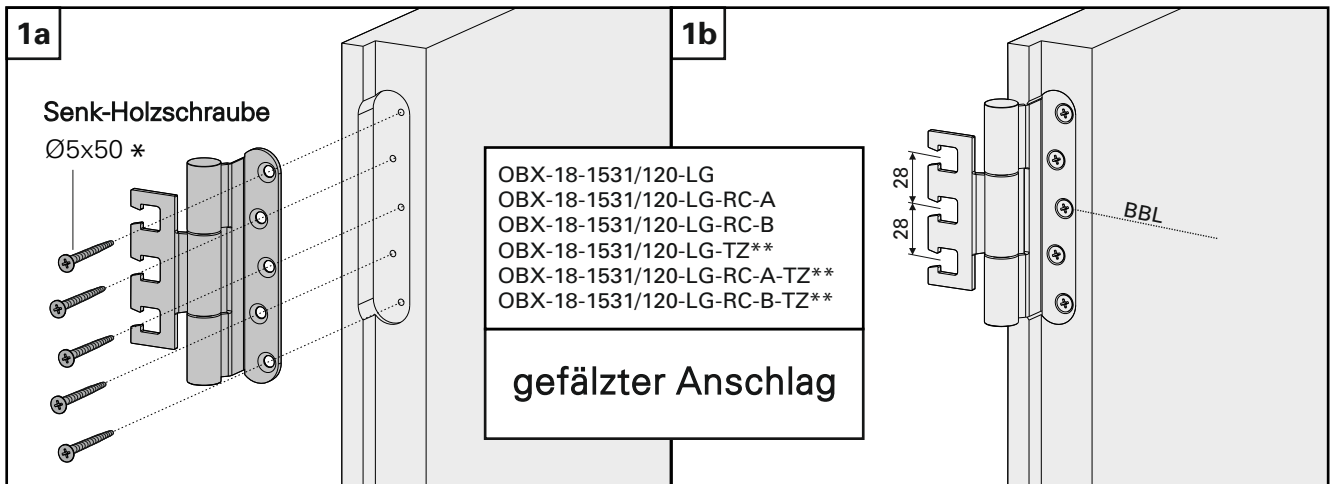 1a
Senk-Holzschraube
Ø5x50 *
OBX-18-1531/120-LG
OBX-18-1531/120-LG-RC-A
OBX-18-1531/120-LG-RC-B
OBX-18-1531/120-LG-TZ**
OBX-18-1531/120-LG-RC-A-TZ**
OBX-18-1531/120-LG-RC-B-TZ**
gefälzter Anschlag
1b
28
28
BBL